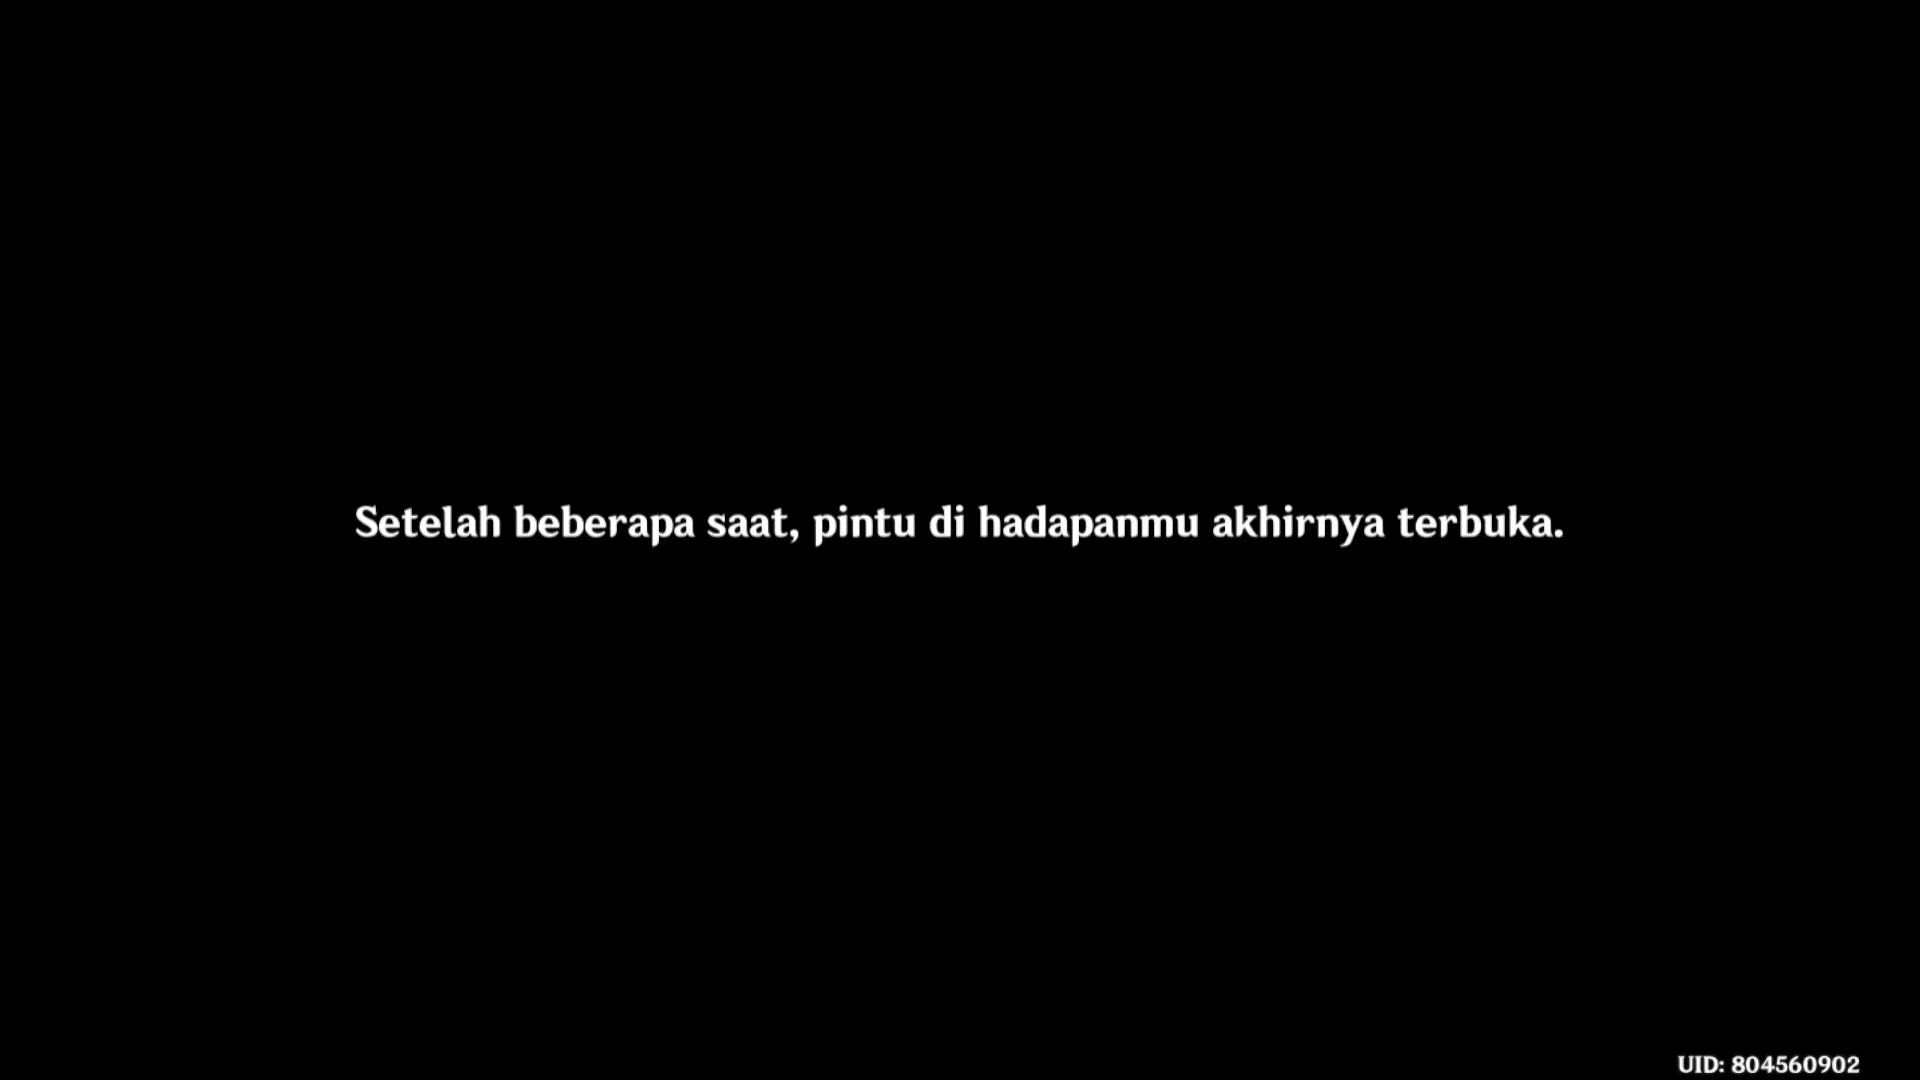 Setelah beberapa saat, pintu di hadapanmu akhirnya terbuka.
UID: 804560902